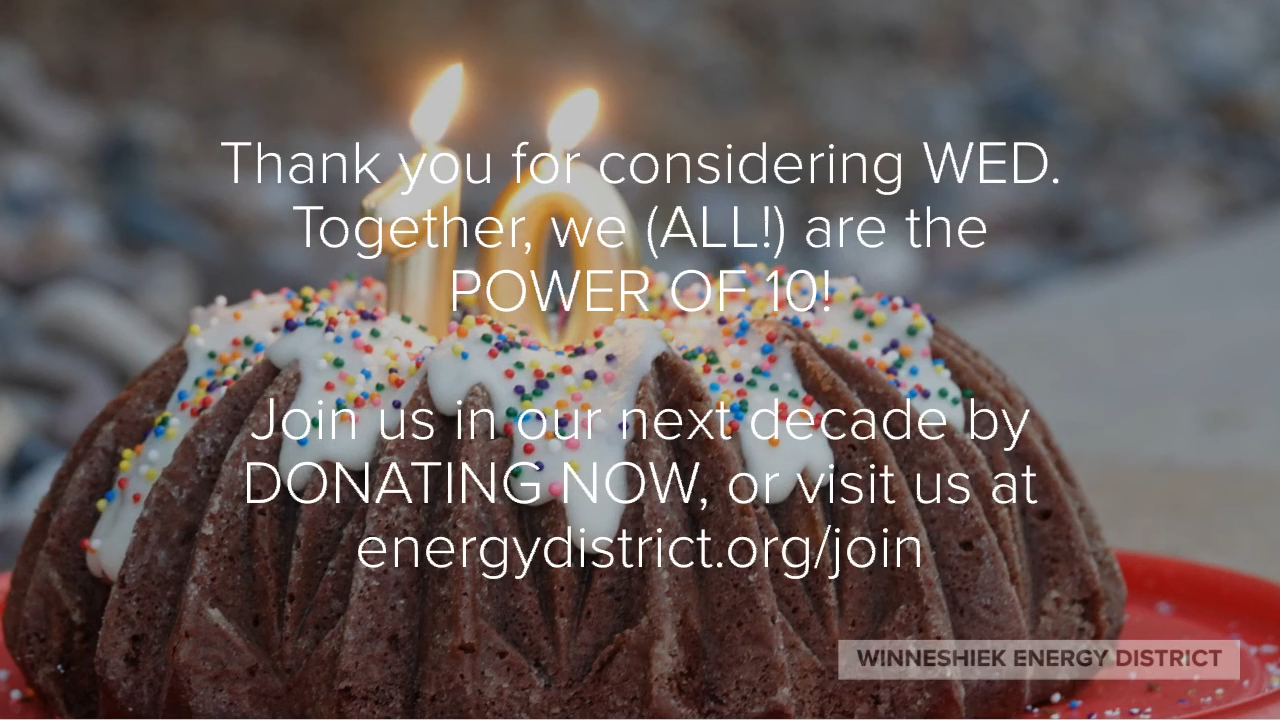 Thank you for considering WED.
Together, we (ALL!) are the
POWER OF 10!
Join us in our next decade by
DONATING NOW, or visit us at
energydistrict.org/join
WINNESHIEK ENERGY DISTRICT
10